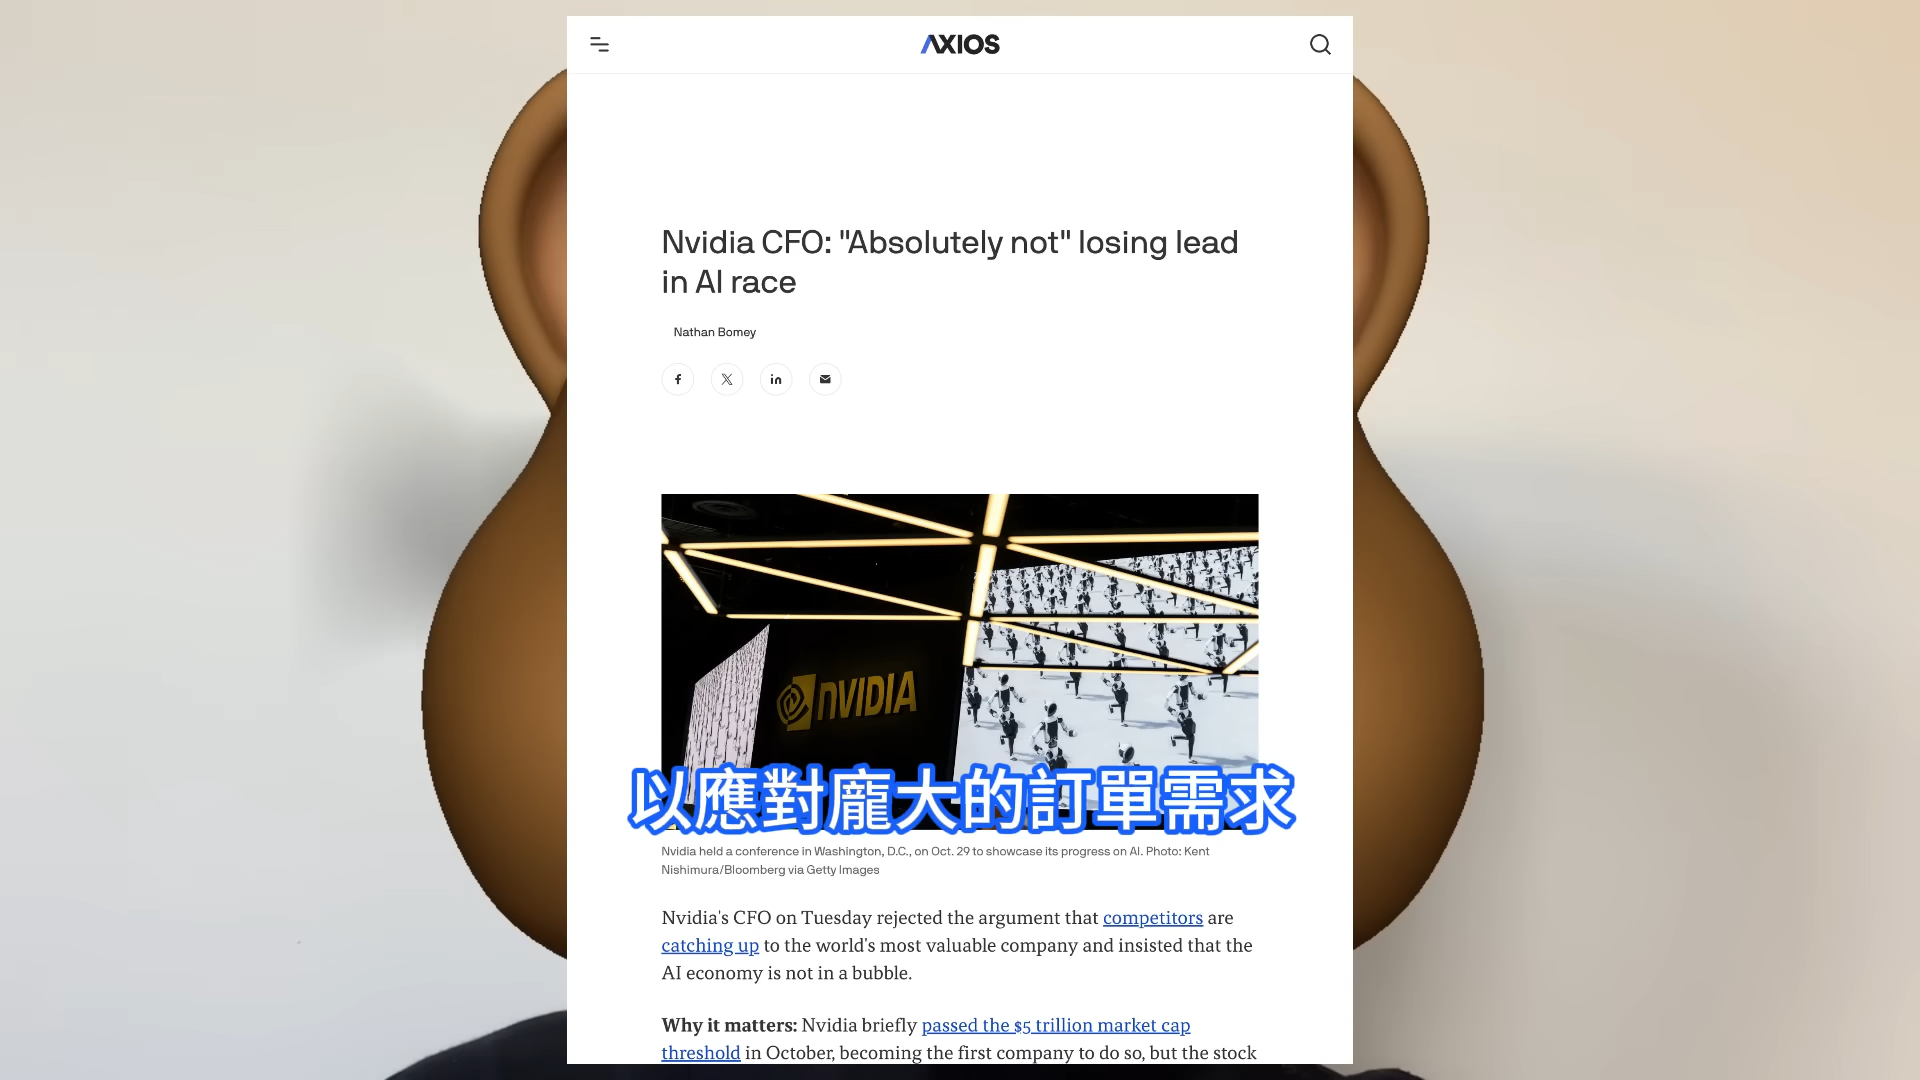 AXIOS
Nvidia CFO: "Absolutely not" losing lead
in AI race
Nathan Bomey
NVIDIA
以應對龐大的訂單需求
Nvidia held a conference in Washington, D.C., on Oct. 29 to showcase its progress on AI. Photo: Kent
Nishimura/Bloomberg via Getty Images
Nvidia's CFO on Tuesday rejected the argument that competitors are
catching up to the world's most valuable company and insisted that the
AI economy is not in a bubble.
Why it matters: Nvidia briefly passed the $5 trillion market cap
threshold in October, becoming the first company to do so, but the stock